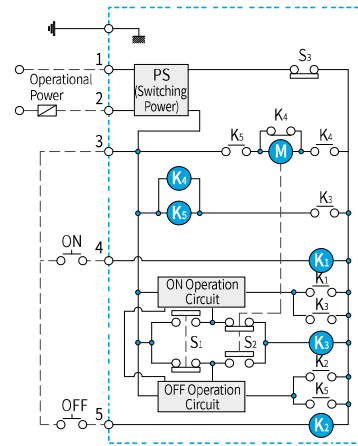 S3
1
PS
(Switching
Power)
Operational
Power
2
K4
3
K5
M
K4
K4
K5
K3
ON
4
K1
K1
ON Operation
Circuit
K3
S1
S2
K3
K2
OFF Operation
Circuit
K5
OFF
5
K2